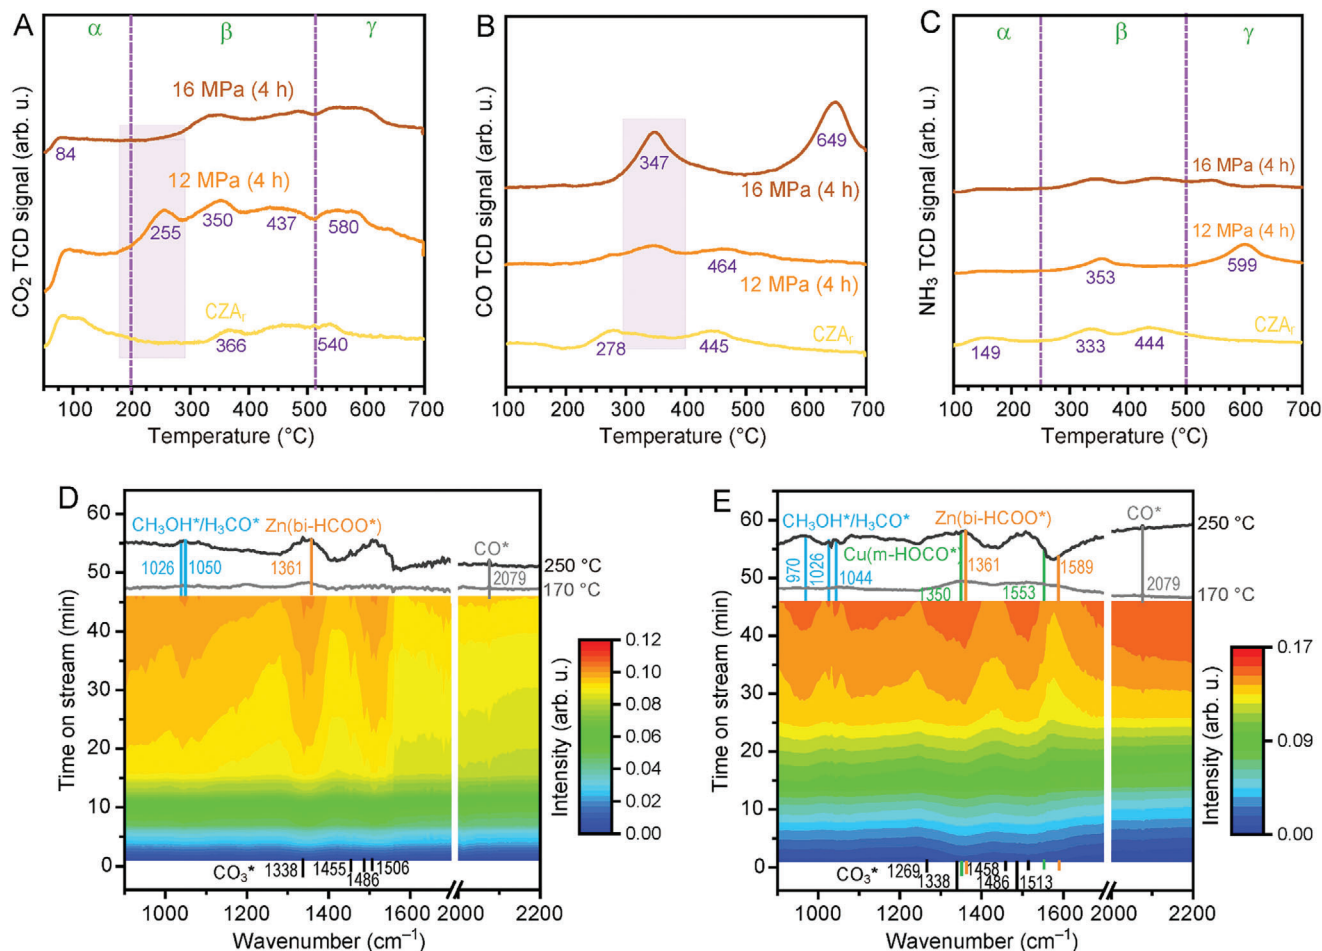 A
α
β
γ
CO₂ TCD signal (arb. u.)
16 MPa (4 h)
84
12 MPa (4 h)
255
350
437
580
CZAᵣ
366
540
100 200 300 400 500 600 700
Temperature (°C)
B
CO TCD signal (arb. u.)
347
649
16 MPa (4 h)
464
12 MPa (4 h)
CZAᵣ
278
445
100 200 300 400 500 600 700
Temperature (°C)
C
α
β
γ
NH₃ TCD signal (arb. u.)
16 MPa (4 h)
12 MPa (4 h)
353
599
CZAᵣ
149
333
444
100 200 300 400 500 600 700
Temperature (°C)
D
CH₃OH*/H₃CO*
Zn(bi-HCOO*)
CO*
250 °C
1026
1050
1361
2079
170 °C
Time on stream (min)
60
50
40
30
20
10
0
CO₃*
1338
1455
1486
1506
1000 1200 1400 1600 2000 2200
Wavenumber (cm⁻¹)
Intensity (arb. u.)
0.12
0.10
0.08
0.06
0.04
0.02
0.00
E
CH₃OH*/H₃CO*
Zn(bi-HCOO*)
CO*
250 °C
Cu(m-HOCO*)
970
1026
1044
1361
1589
2079
1350
1553
170 °C
Time on stream (min)
60
50
40
30
20
10
0
CO₃*
1269
1338
1458
1486
1513
1000 1200 1400 1600 2000 2200
Wavenumber (cm⁻¹)
Intensity (arb. u.)
0.17
0.09
0.00